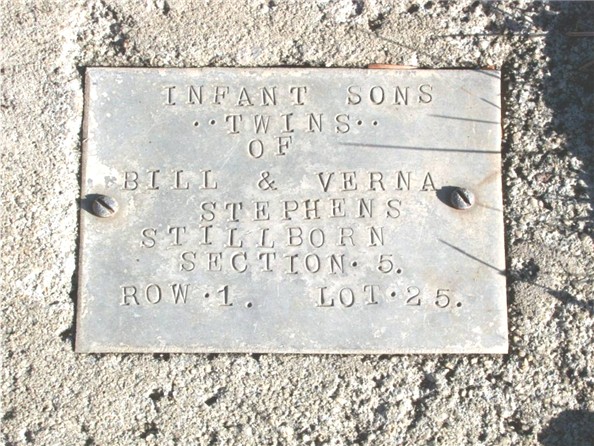 INFANT SONS
··TWINS··
OF
BILL & VERNA
STEPHENS
STILLBORN
SECTION·5.
ROW·1. LOT·25.